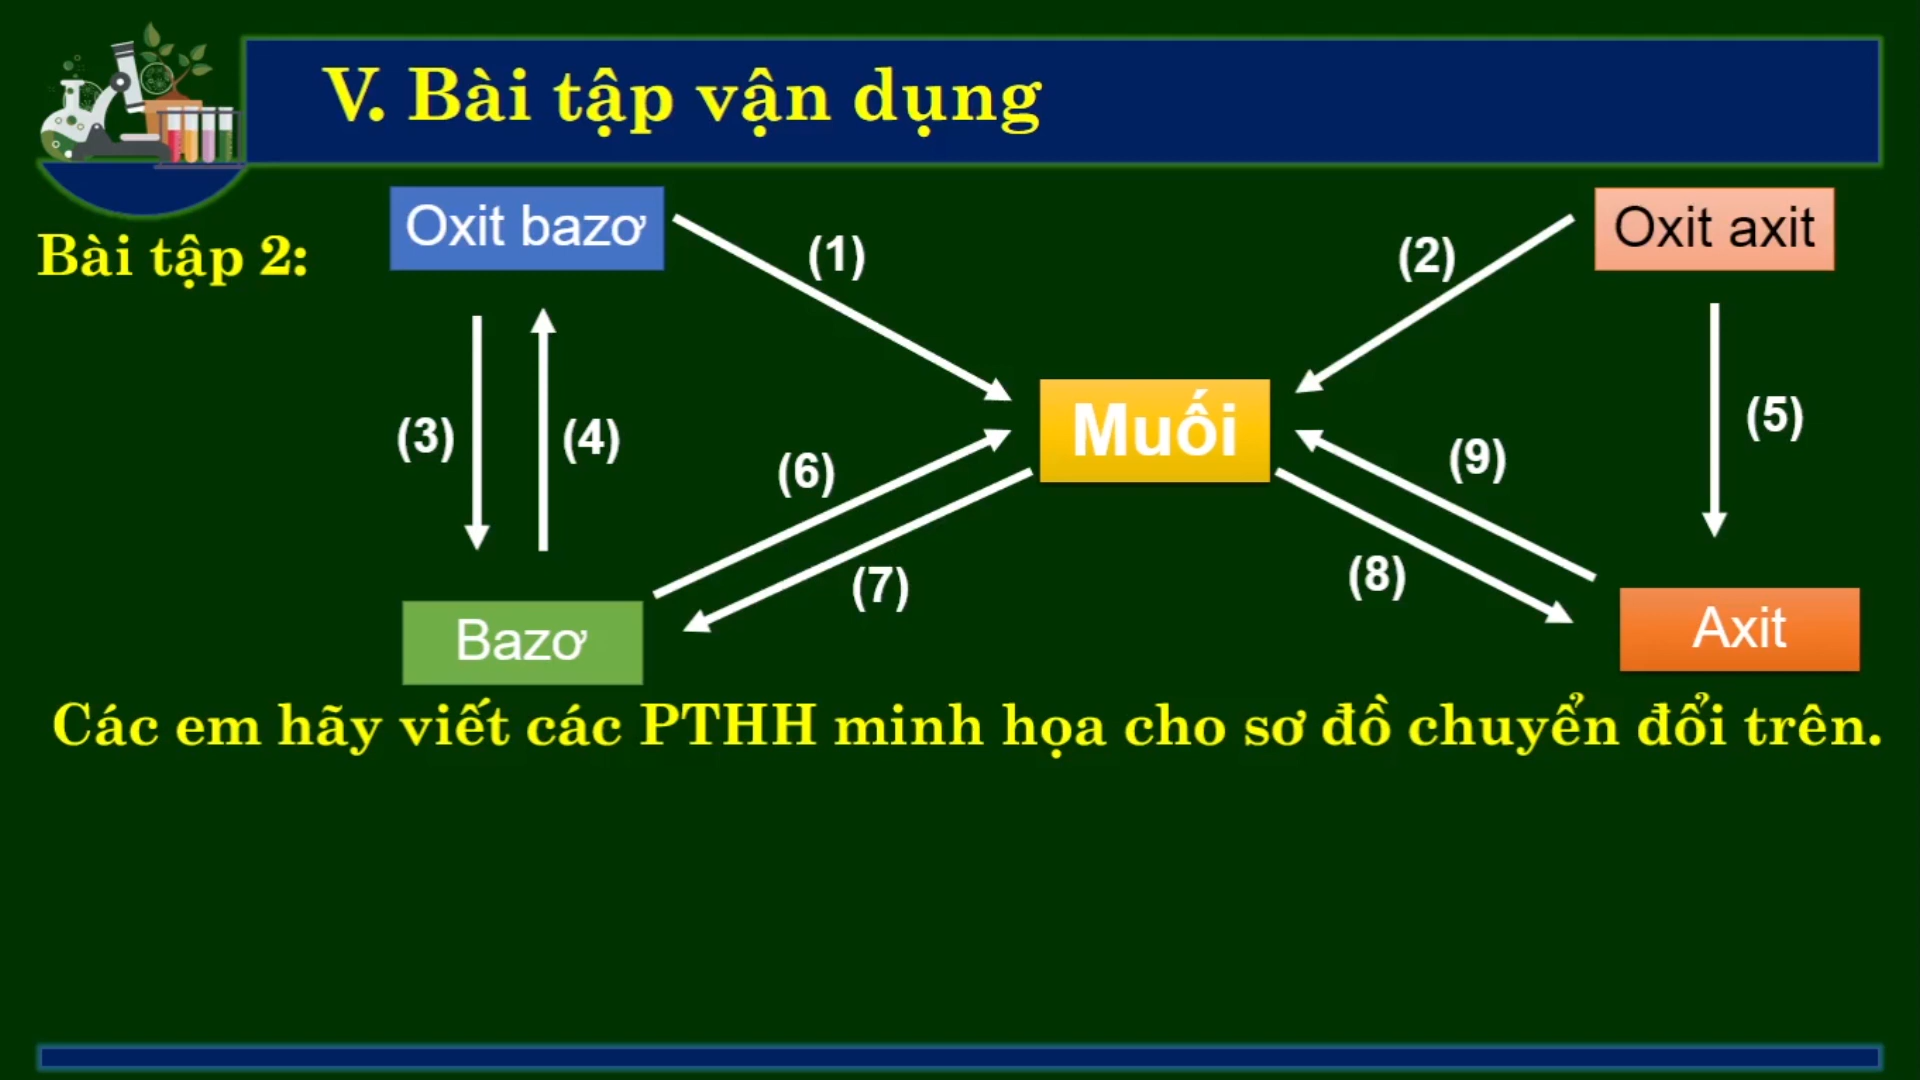 V. Bài tập vận dụng
Bài tập 2:
Oxit bazơ
(1)
(2)
Oxit axit
(3)
(4)
(6)
Muối
(9)
(5)
(7)
(8)
Bazơ
Axit
Các em hãy viết các PTHH minh họa cho sơ đồ chuyển đổi trên.